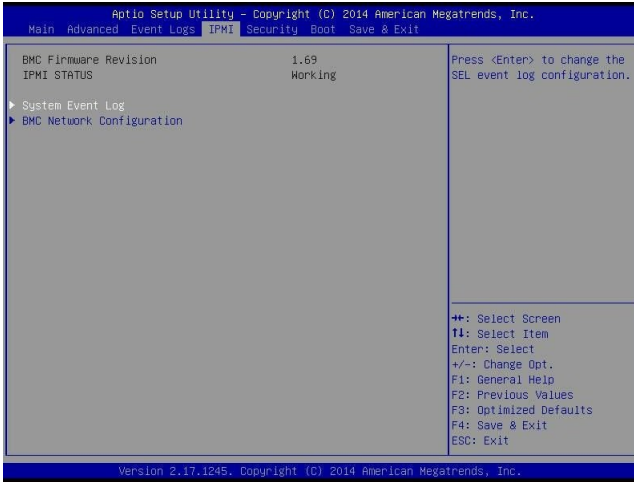 Aptio Setup Utility - Copyright (C) 2014 American Megatrends, Inc.
Main Advanced Event Logs IPMI Security Boot Save & Exit
BMC Firmware Revision 1.69
IPMI STATUS Working
▶ System Event Log
▶ BMC Network Configuration
Press <Enter> to change the
SEL event log configuration.
→←: Select Screen
↑↓: Select Item
Enter: Select
+/-: Change Opt.
F1: General Help
F2: Previous Values
F3: Optimized Defaults
F4: Save & Exit
ESC: Exit
Version 2.17.1245. Copyright (C) 2014 American Megatrends, Inc.